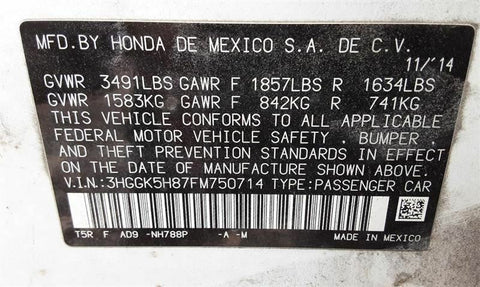 MFD.BY HONDA DE MEXICO S.A. DE C.V.
11/'14
GVWR 3491LBS GAWR F 1857LBS R 1634LBS
GVWR 1583KG GAWR F 842KG R 741KG
THIS VEHICLE CONFORMS TO ALL APPLICABLE
FEDERAL MOTOR VEHICLE SAFETY , BUMPER ,
AND THEFT PREVENTION STANDARDS IN EFFECT
ON THE DATE OF MANUFACTURE SHOWN ABOVE.
V.I.N.:3HGGK5H87FM750714 TYPE:PASSENGER CAR
T5R F AD9 -NH788P -A -M
MADE IN MEXICO